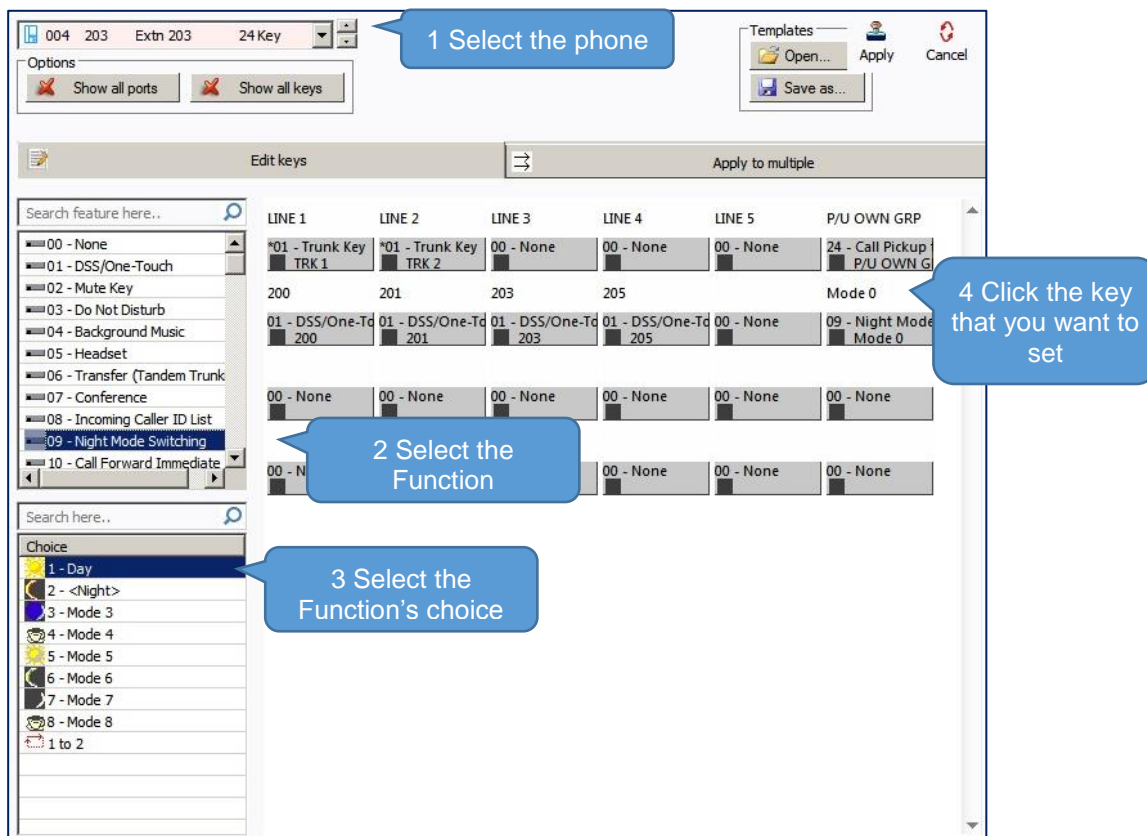 004 203 Extn 203 24 Key
1 Select the phone
Templates
Open...
Apply
Cancel
Save as...
Options
Show all ports
Show all keys
Edit keys
Apply to multiple
Search feature here..
00 - None
01 - DSS/One-Touch
02 - Mute Key
03 - Do Not Disturb
04 - Background Music
05 - Headset
06 - Transfer (Tandem Trunk
07 - Conference
08 - Incoming Caller ID List
09 - Night Mode Switching
10 - Call Forward Immediate
Search here..
Choice
1 - Day
2 - <Night>
3 - Mode 3
4 - Mode 4
5 - Mode 5
6 - Mode 6
7 - Mode 7
8 - Mode 8
1 to 2
LINE 1 LINE 2 LINE 3 LINE 4 LINE 5 P/U OWN GRP
*01 - Trunk Key *01 - Trunk Key 00 - None 00 - None 00 - None 24 - Call Pickup
TRK 1 TRK 2 P/U OWN G
200 201 203 205 Mode 0
01 - DSS/One-To 01 - DSS/One-To 01 - DSS/One-To 01 - DSS/One-To 00 - None 09 - Night Mode
200 201 203 205 Mode 0
00 - None 00 - None 00 - None 00 - None 00 - None 00 - None
00 - N 00 - None 00 - None 00 - None
2 Select the
Function
3 Select the
Function's choice
4 Click the key
that you want to
set